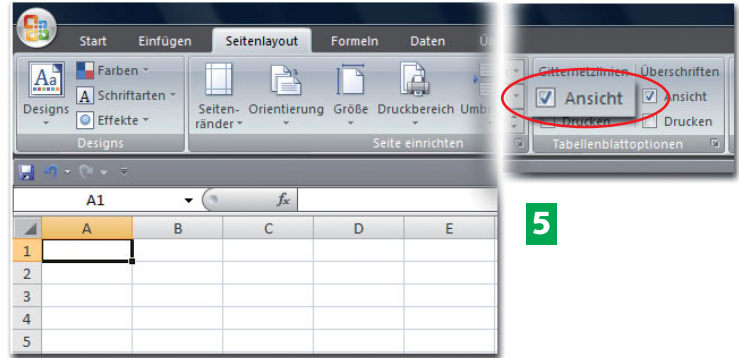 Start Einfügen Seitenlayout Formeln Daten
Aa Farben
A Schriftarten
Designs Effekte
Seiten-
ränder Orientierung Größe Druckbereich
Designs Seite einrichten
A1 fx
A B C D E
1
2
3
4
5
Gitternetzlinien Überschriften
Ansicht Ansicht
Drucken Drucken
Tabellenblattoptionen
5